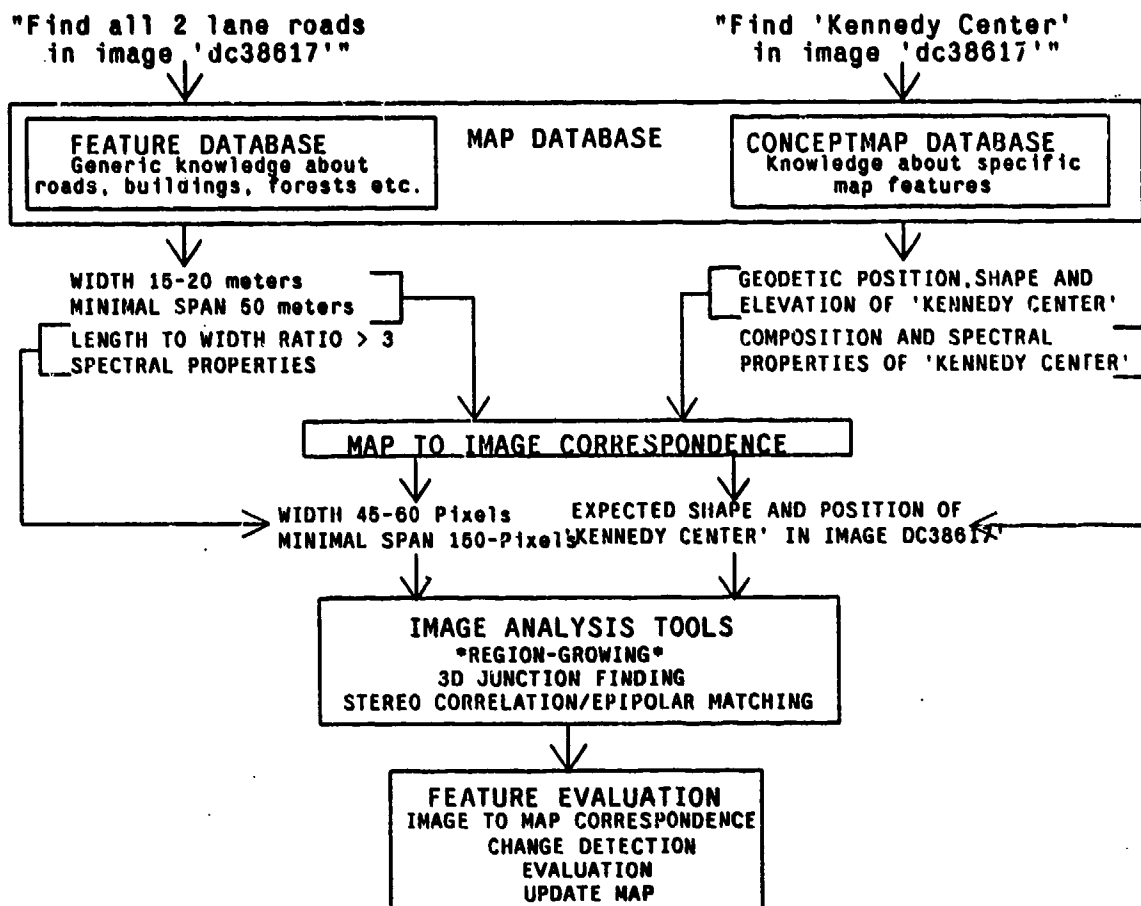 "Find all 2 lane roads
in image 'dc38617'"
"Find 'Kennedy Center'
in image 'dc38617'"
MAP DATABASE
FEATURE DATABASE
Generic knowledge about
roads, buildings, forests etc.
CONCEPTMAP DATABASE
Knowledge about specific
map features
WIDTH 15-20 meters
MINIMAL SPAN 50 meters
LENGTH TO WIDTH RATIO > 3
SPECTRAL PROPERTIES
GEODETIC POSITION, SHAPE AND
ELEVATION OF 'KENNEDY CENTER'
COMPOSITION AND SPECTRAL
PROPERTIES OF 'KENNEDY CENTER'
MAP TO IMAGE CORRESPONDENCE
WIDTH 45-60 Pixels
MINIMAL SPAN 150-Pixels
EXPECTED SHAPE AND POSITION OF
'KENNEDY CENTER' IN IMAGE DC38617'
IMAGE ANALYSIS TOOLS
*REGION-GROWING*
3D JUNCTION FINDING
STEREO CORRELATION/EPIPOLAR MATCHING
FEATURE EVALUATION
IMAGE TO MAP CORRESPONDENCE
CHANGE DETECTION
EVALUATION
UPDATE MAP